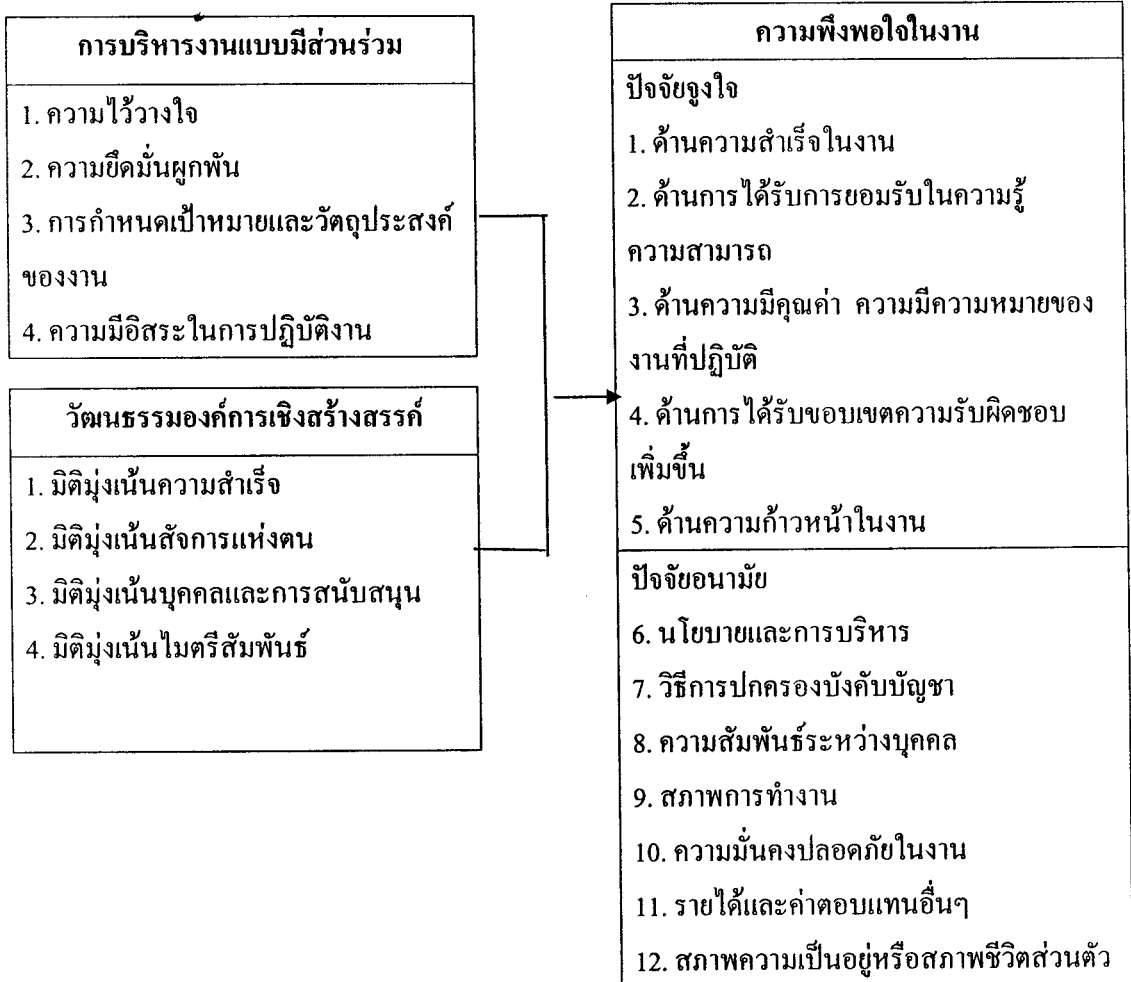 การบริหารงานแบบมีส่วนร่วม
1. ความไว้วางใจ
2. ความยึดมั่นผูกพัน
3. การกำหนดเป้าหมายและวัตถุประสงค์
ของงาน
4. ความมีอิสระในการปฏิบัติงาน
วัฒนธรรมองค์การเชิงสร้างสรรค์
1. มิติมุ่งเน้นความสำเร็จ
2. มิติมุ่งเน้นสัจการแห่งตน
3. มิติมุ่งเน้นบุคคลและการสนับสนุน
4. มิติมุ่งเน้นไมตรีสัมพันธ์
ความพึงพอใจในงาน
ปัจจัยจูงใจ
1. ด้านความสำเร็จในงาน
2. ด้านการได้รับการยอมรับในความรู้
ความสามารถ
3. ด้านความมีคุณค่า ความมีความหมายของ
งานที่ปฏิบัติ
4. ด้านการได้รับขอบเขตความรับผิดชอบ
เพิ่มขึ้น
5. ด้านความก้าวหน้าในงาน
ปัจจัยอนามัย
6. นโยบายและการบริหาร
7. วิธีการปกครองบังคับบัญชา
8. ความสัมพันธ์ระหว่างบุคคล
9. สภาพการทำงาน
10. ความมั่นคงปลอดภัยในงาน
11. รายได้และค่าตอบแทนอื่นๆ
12. สภาพความเป็นอยู่หรือสภาพชีวิตส่วนตัว